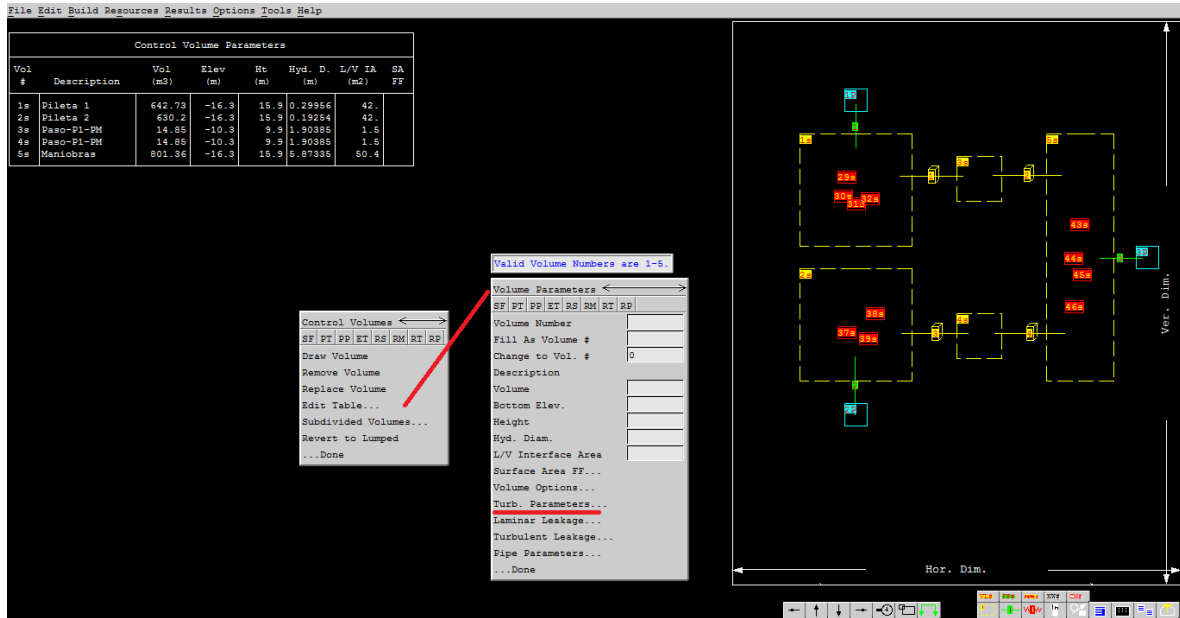 File Edit Build Resources Results Options Tools Help
Control Volume Parameters
Vol Vol Elev Ht Hyd. D. L/V IA SA
# Description (m3) (m) (m) (m) (m2) FF
1s Pileta 1 642.73 -16.3 15.9 0.29956 42.
2s Pileta 2 630.2 -16.3 15.9 0.19254 42.
3s Paso-P1-PM 14.85 -10.3 9.9 1.90385 1.5
4s Paso-P1-PM 14.85 -10.3 9.9 1.90385 1.5
5s Maniobras 801.36 -16.3 15.9 5.87335 50.4
Control Volumes
SF PT PP ET RS RM RT RP
Draw Volume
Remove Volume
Replace Volume
Edit Table...
Subdivided Volumes...
Revert to Lumped
...Done
Valid Volume Numbers are 1-5.
Volume Parameters
SF PT PP ET RS RM RT RP
Volume Number
Fill As Volume #
Change to Vol. # 0
Description
Volume
Bottom Elev.
Height
Hyd. Diam.
L/V Interface Area
Surface Area FF...
Volume Options...
Turb. Parameters...
Laminar Leakage...
Turbulent Leakage...
Pipe Parameters...
...Done
1s
29s
30s 31s 32s
3s
5s
43s
44s
45s
46s
2s
38s
37s 39s
4s
2P
Ver. Dim.
Hor. Dim.